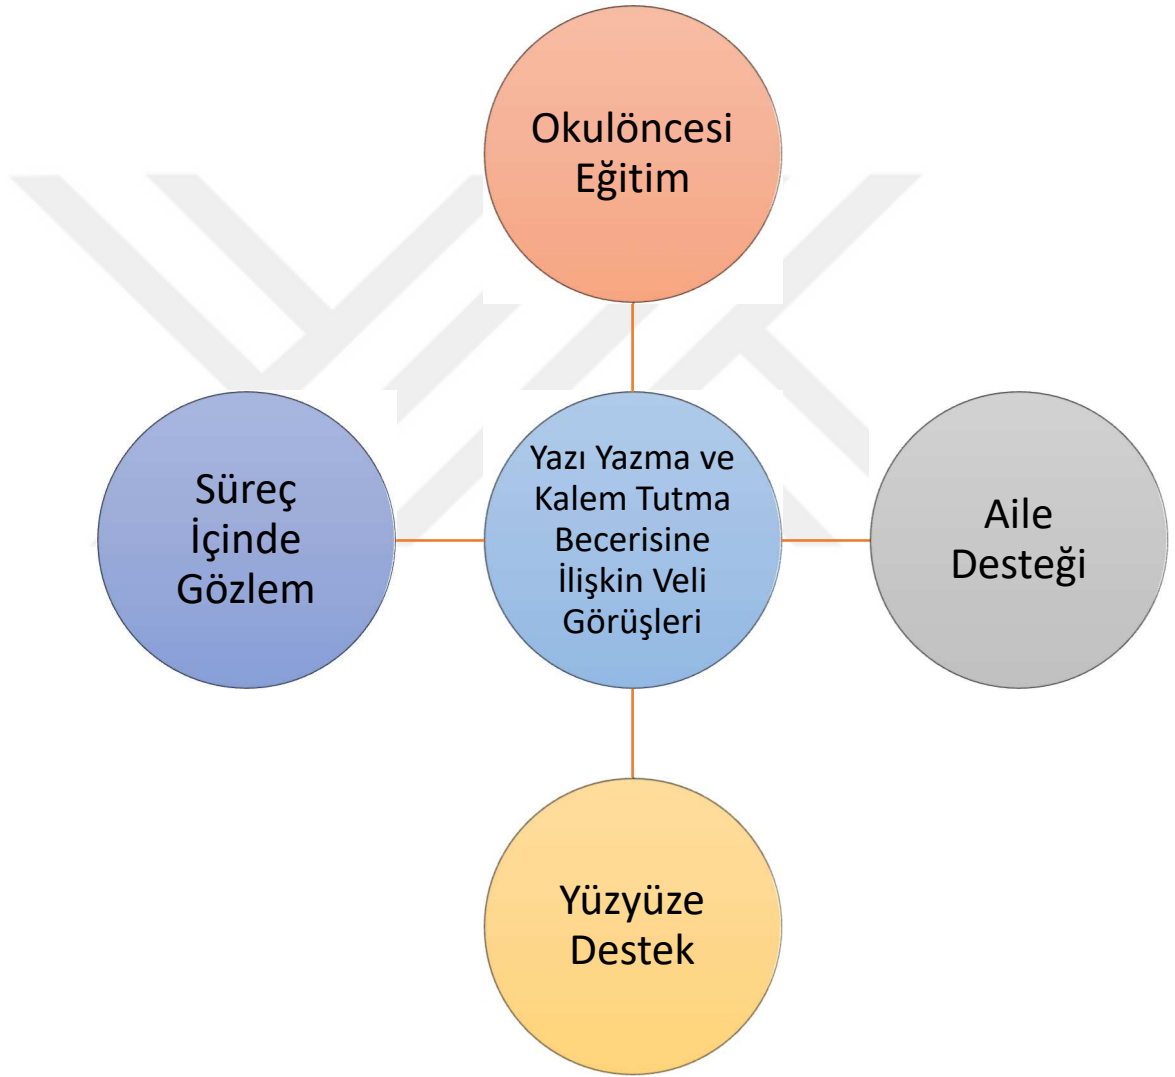 Okulöncesi
Eğitim
Süreç
İçinde
Gözlem
Yazı Yazma ve
Kalem Tutma
Becerisine
İlişkin Veli
Görüşleri
Aile
Desteği
Yüzyüze
Destek